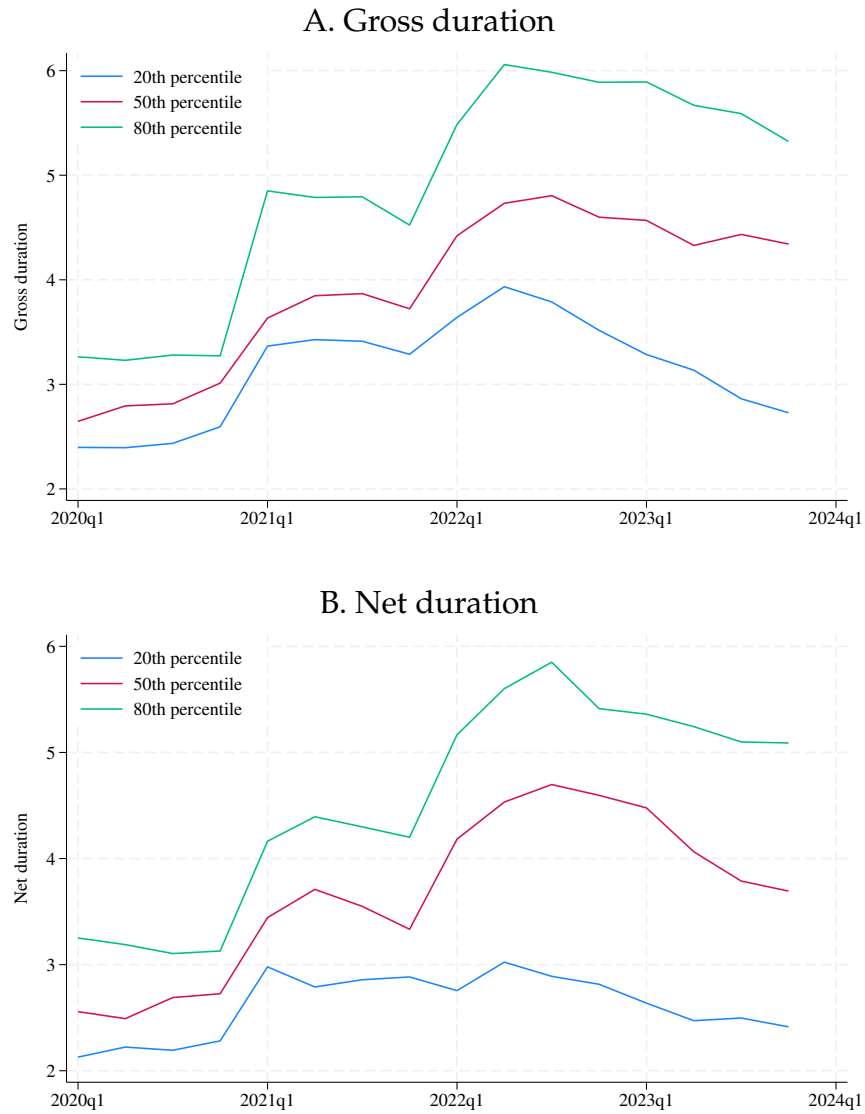 A. Gross duration
6
5
4
3
2
Gross duration
20th percentile
50th percentile
80th percentile
2020q1 2021q1 2022q1 2023q1 2024q1
B. Net duration
6
5
4
3
2
Net duration
20th percentile
50th percentile
80th percentile
2020q1 2021q1 2022q1 2023q1 2024q1